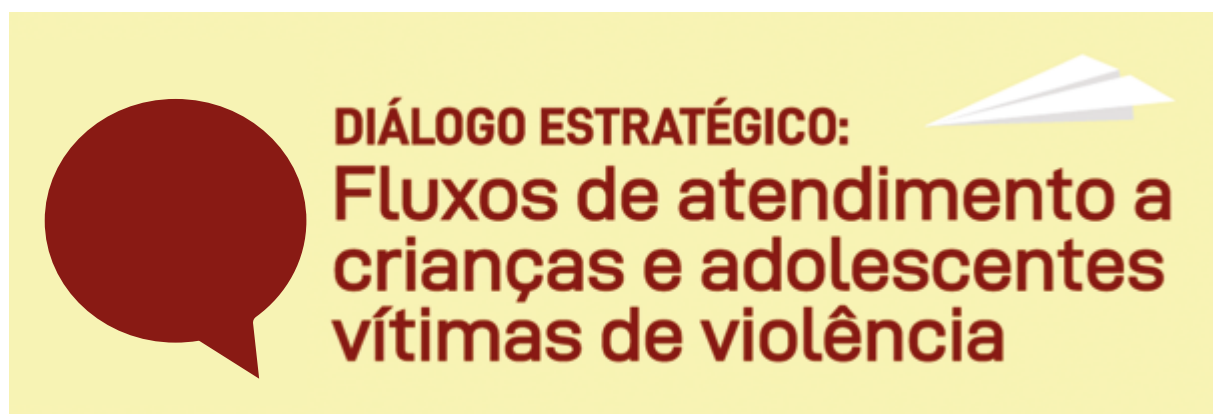 DIÁLOGO ESTRATÉGICO:
Fluxos de atendimento a
crianças e adolescentes
vítimas de violência